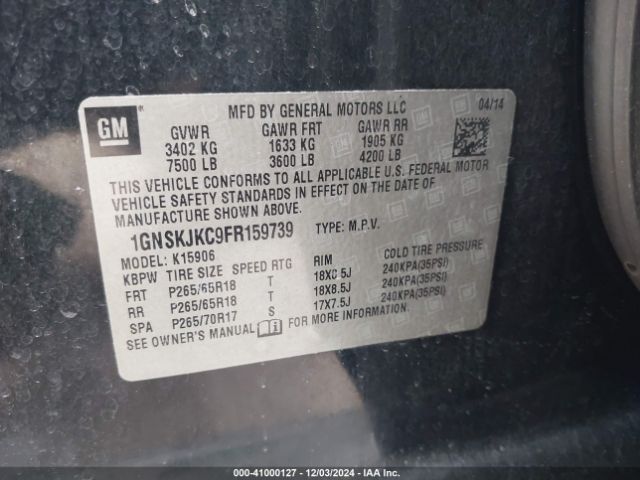 GM
MFD BY GENERAL MOTORS LLC 04/14
GVWR GAWR FRT GAWR RR
3402 KG 1633 KG 1905 KG
7500 LB 3600 LB 4200 LB
THIS VEHICLE CONFORMS TO ALL APPLICABLE U.S. FEDERAL MOTOR
VEHICLE SAFETY STANDARDS IN EFFECT ON THE DATE OF
MANUFACTURE SHOWN ABOVE.
1GNSKJKC9FR159739 TYPE: M.P.V.
MODEL: K15906
KBPW TIRE SIZE SPEED RTG RIM COLD TIRE PRESSURE
FRT P265/65R18 T 240KPA(35PSI)
RR P265/65R18 T 18X8.5J 240KPA(35PSI)
SPA P265/70R17 S 17X7.5J 240KPA(35PSI)
SEE OWNER'S MANUAL FOR MORE INFORMATION.
000-41000127 - 12/03/2024 - IAA Inc.